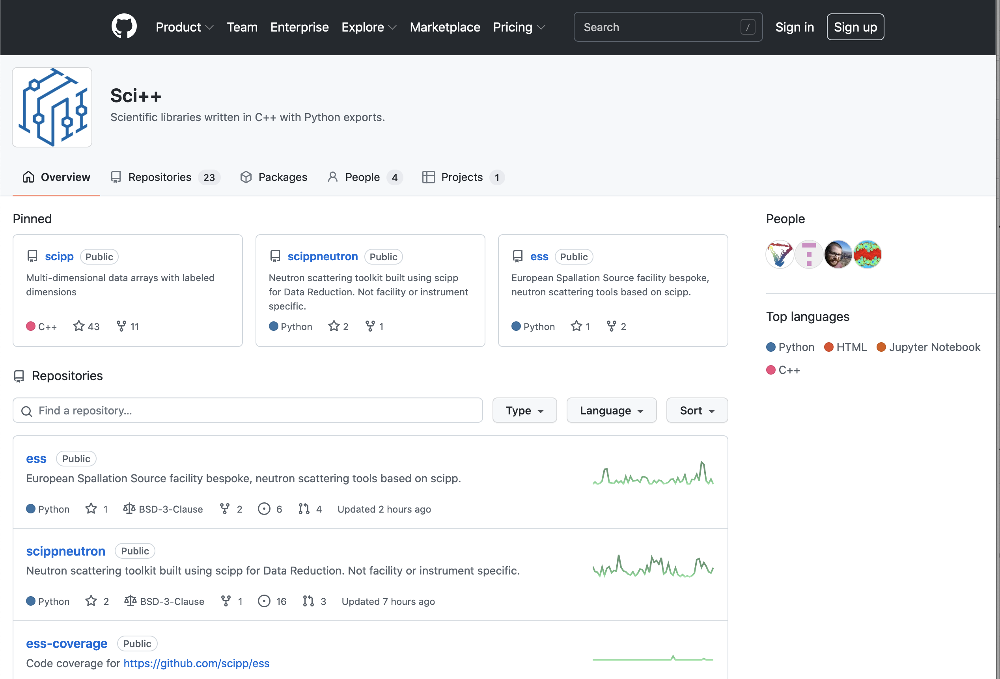 Product Team Enterprise Explore Marketplace Pricing Search / Sign in Sign up
Sci++
Scientific libraries written in C++ with Python exports.
Overview Repositories 23 Packages People 4 Projects 1
Pinned
scipp Public
Multi-dimensional data arrays with labeled
dimensions
C++ 43 11
scippneutron Public
Neutron scattering toolkit built using scipp
for Data Reduction. Not facility or instrument
specific.
Python 2 1
ess Public
European Spallation Source facility bespoke,
neutron scattering tools based on scipp.
Python 1 2
People
Top languages
Python HTML Jupyter Notebook
C++
Repositories
Find a repository... Type Language Sort
ess Public
European Spallation Source facility bespoke, neutron scattering tools based on scipp.
Python 1 BSD-3-Clause 2 6 4 Updated 2 hours ago
scippneutron Public
Neutron scattering toolkit built using scipp for Data Reduction. Not facility or instrument specific.
Python 2 BSD-3-Clause 1 16 3 Updated 7 hours ago
ess-coverage Public
Code coverage for https://github.com/scipp/ess